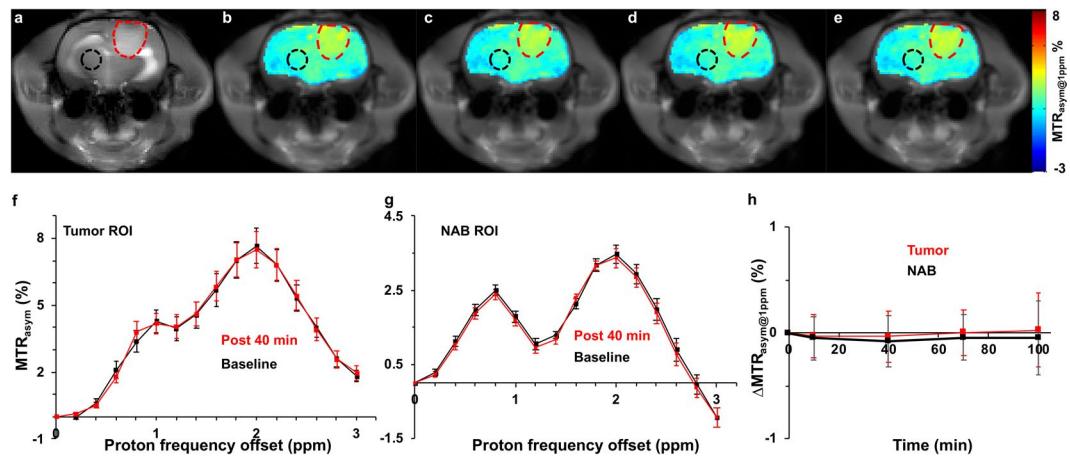 a
b
c
d
e
8
MTR_asym@1ppm %
-3
f
Tumor ROI
MTR_asym (%)
8
5
2
-1
Post 40 min
Baseline
0
1
2
3
Proton frequency offset (ppm)
g
NAB ROI
4.5
2.5
0.5
-1.5
Post 40 min
Baseline
0
1
2
3
Proton frequency offset (ppm)
h
Tumor
NAB
ΔMTR_asym@1ppm (%)
1
0
-1
0
20
40
60
80
100
Time (min)